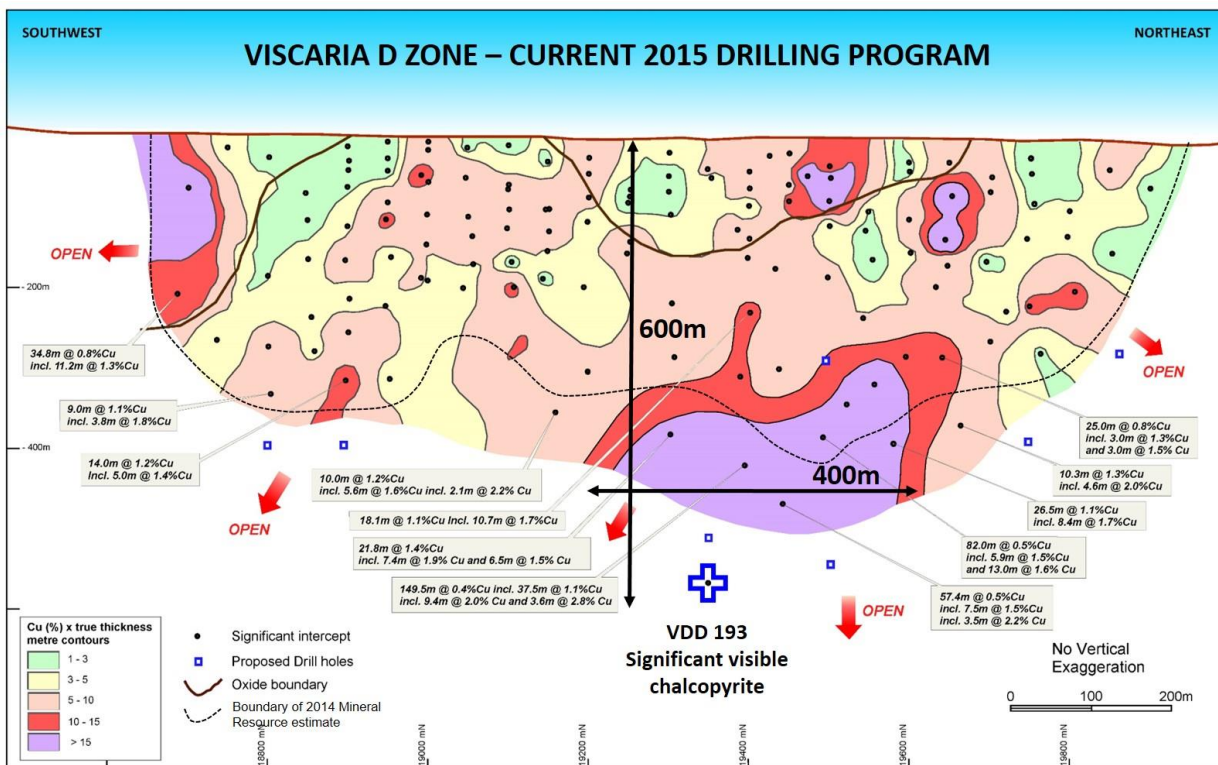 SOUTHWEST
NORTHEAST
VISCARIA D ZONE – CURRENT 2015 DRILLING PROGRAM
OPEN
- 200m
600m
34.8m @ 0.8%Cu
incl. 11.2m @ 1.3%Cu
OPEN
9.0m @ 1.1%Cu
incl. 3.8m @ 1.8%Cu
25.0m @ 0.8%Cu
incl. 3.0m @ 1.3%Cu
and 3.0m @ 1.5% Cu
- 400m
14.0m @ 1.2%Cu
Incl. 5.0m @ 1.4%Cu
10.0m @ 1.2%Cu
incl. 5.6m @ 1.6%Cu incl. 2.1m @ 2.2% Cu
400m
10.3m @ 1.3%Cu
incl. 4.6m @ 2.0%Cu
OPEN
18.1m @ 1.1%Cu Incl. 10.7m @ 1.7%Cu
26.5m @ 1.1%Cu
incl. 8.4m @ 1.7%Cu
21.8m @ 1.4%Cu
incl. 7.4m @ 1.9% Cu and 6.5m @ 1.5% Cu
82.0m @ 0.5%Cu
incl. 5.9m @ 1.5%Cu
and 13.0m @ 1.6% Cu
149.5m @ 0.4%Cu incl. 37.5m @ 1.1%Cu
incl. 9.4m @ 2.0% Cu and 3.6m @ 2.8% Cu
57.4m @ 0.5%Cu
incl. 7.5m @ 1.5%Cu
incl. 3.5m @ 2.2% Cu
OPEN
VDD 193
Significant visible
chalcopyrite
Cu (%) x true thickness
metre contours
1 - 3
3 - 5
5 - 10
10 - 15
> 15
Significant intercept
Proposed Drill holes
Oxide boundary
Boundary of 2014 Mineral
Resource estimate
No Vertical
Exaggeration
0 100 200m
18800 mN
19000 mN
19200 mN
19400 mN
19600 mN
19800 mN